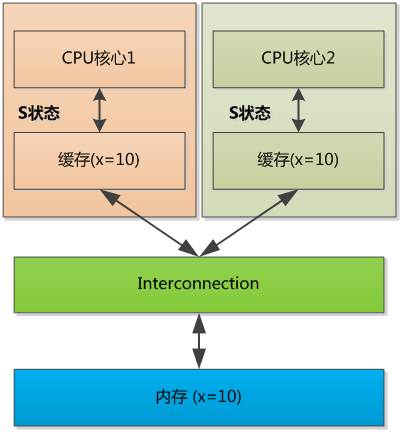 CPU核心1
CPU核心2
S状态
S状态
缓存(x=10)
缓存(x=10)
Interconnection
内存 (x=10)